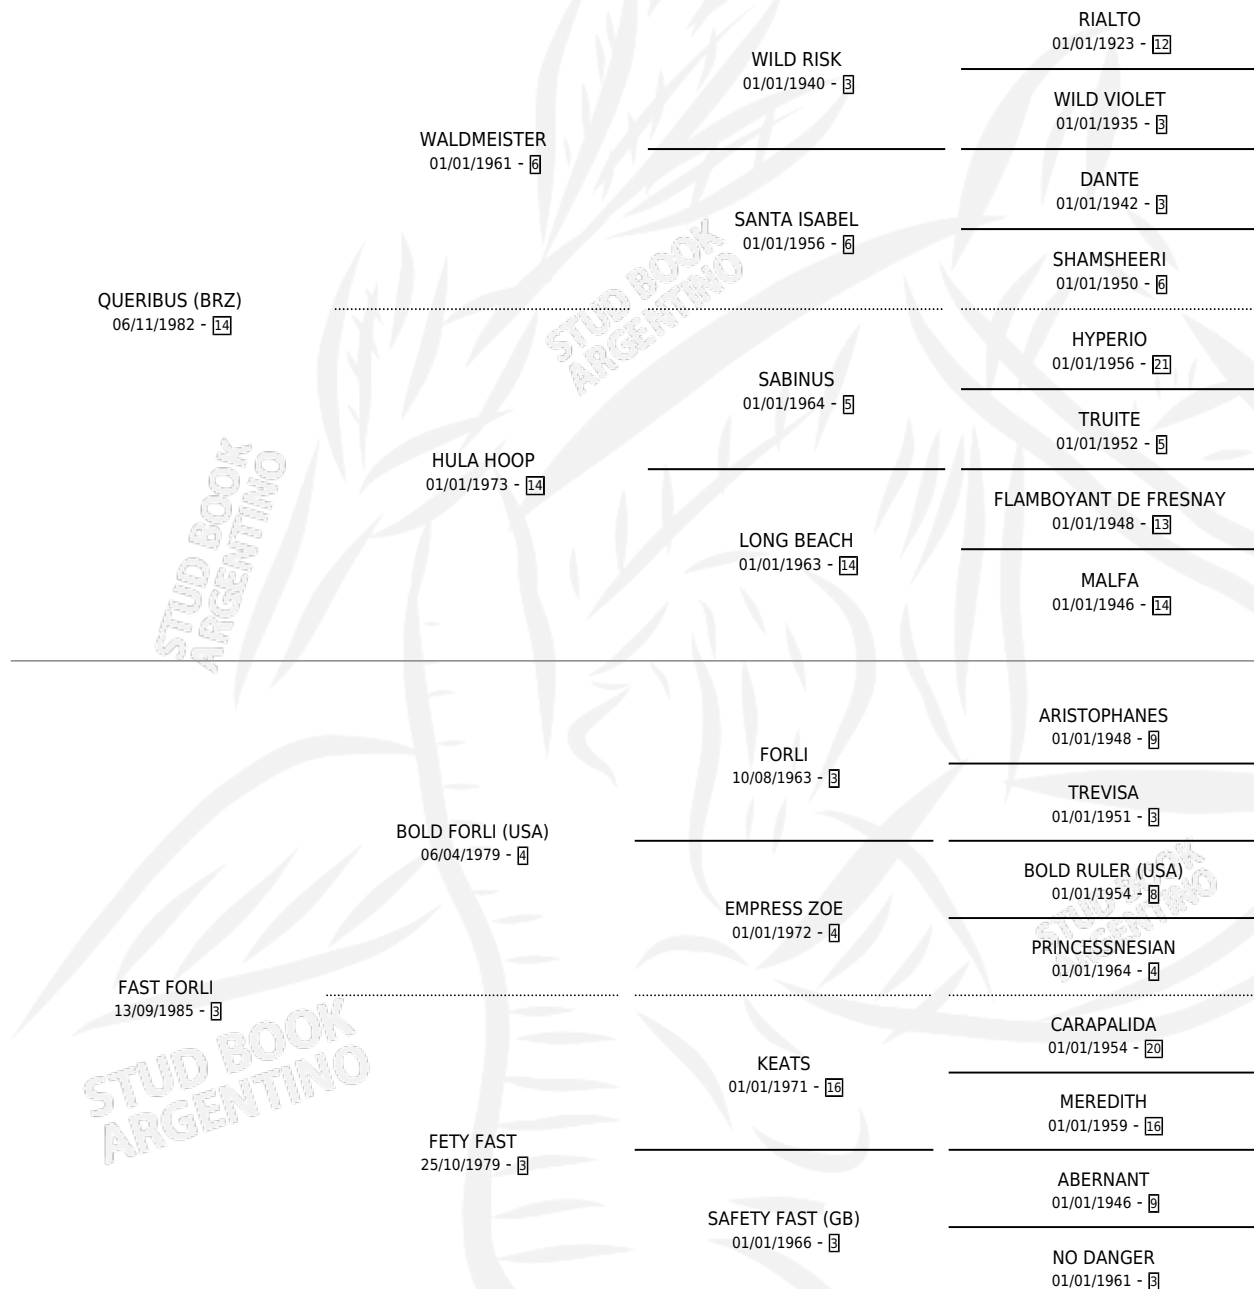 RIALTO
01/01/1923 - 12
WILD RISK
01/01/1940 - 3
WILD VIOLET
01/01/1935 - 3
WALDMEISTER
01/01/1961 - 6
DANTE
01/01/1942 - 3
SANTA ISABEL
01/01/1956 - 6
SHAMSHEERI
01/01/1950 - 6
QUERIBUS (BRZ)
06/11/1982 - 14
STUD BOOK
ARGENTINO
HYPERIO
01/01/1956 - 21
SABINUS
01/01/1964 - 5
TRUITE
01/01/1952 - 5
HULA HOOP
01/01/1973 - 14
FLAMBOYANT DE FRESNAY
01/01/1948 - 13
LONG BEACH
01/01/1963 - 14
MALFA
01/01/1946 - 14
STUD BOOK
ARGENTINO
ARISTOPHANES
01/01/1948 - 9
FORLI
10/08/1963 - 3
TREVISA
01/01/1951 - 3
BOLD FORLI (USA)
06/04/1979 - 4
BOLD RULER (USA)
01/01/1954 - 8
EMPRESS ZOE
01/01/1972 - 4
STUD BOOK
ARGENTINO
PRINCESSNESIAN
01/01/1964 - 4
FAST FORLI
13/09/1985 - 3
STUD BOOK
ARGENTINO
CARAPALIDA
01/01/1954 - 20
KEATS
01/01/1971 - 16
MEREDITH
01/01/1959 - 16
FETY FAST
25/10/1979 - 3
ABERNANT
01/01/1946 - 9
SAFETY FAST (GB)
01/01/1966 - 3
NO DANGER
01/01/1961 - 3